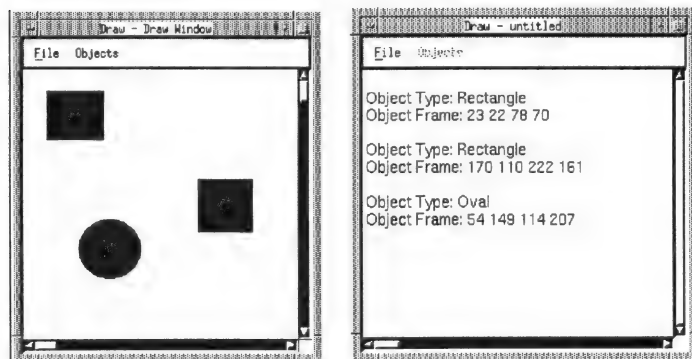 Draw - Draw Window
File Objects
Draw - untitled
File Objects
Object Type: Rectangle
Object Frame: 23 22 78 70
Object Type: Rectangle
Object Frame: 170 110 222 161
Object Type: Oval
Object Frame: 54 149 114 207